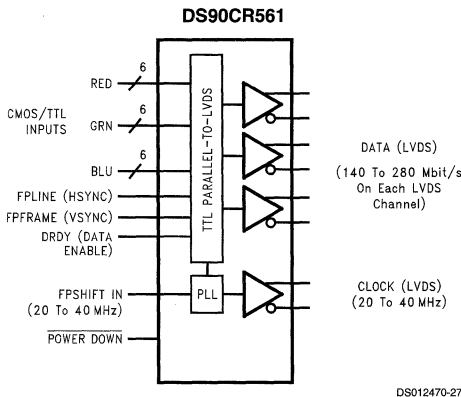 DS90CR561
RED
6
CMOS/TTL
INPUTS
GRN
6
BLU
6
FPLINE (HSYNC)
FPFRAME (VSYNC)
DRDY (DATA
ENABLE)
FPSHIFT IN
(20 To 40 MHz)
POWER DOWN
TTL PARALLEL-TO-LVDS
PLL
DATA (LVDS)
(140 To 280 Mbit/s
On Each LVDS
Channel)
CLOCK (LVDS)
(20 To 40 MHz)
DS012470-27